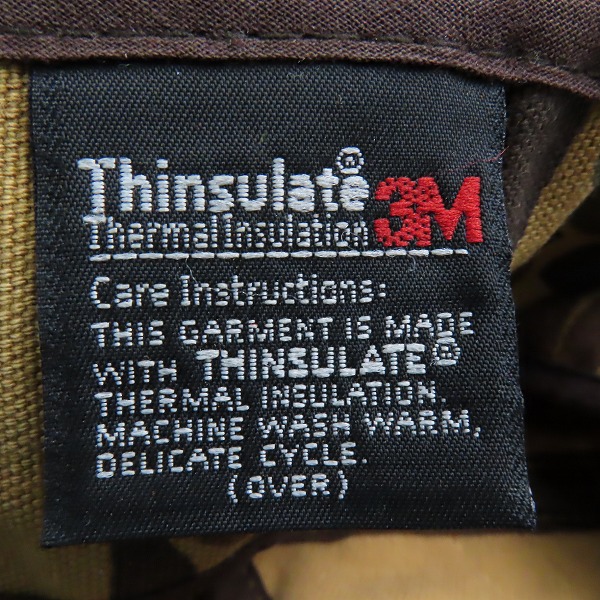 Thinsulate®
Thermal Insulation 3M
Care Instructions:
THIS GARMENT IS MADE
WITH THINSULATE®
THERMAL INSULATION.
MACHINE WASH WARM,
DELICATE CYCLE.
(OVER)